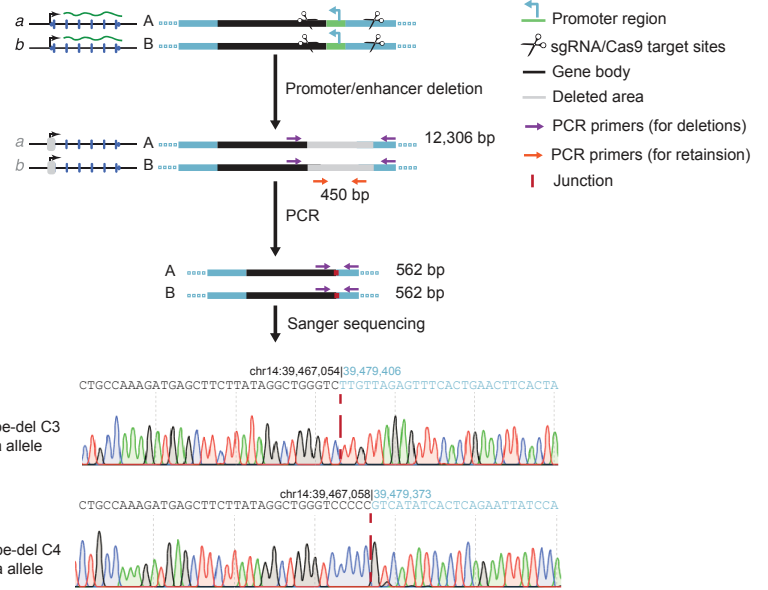 a
A
b
B
Promoter region
sgRNA/Cas9 target sites
Gene body
Deleted area
PCR primers (for deletions)
PCR primers (for retainsion)
Junction
Promoter/enhancer deletion
a
A
12,306 bp
b
B
450 bp
PCR
A
562 bp
B
562 bp
Sanger sequencing
chr14:39,467,054|39,479,406
CTGCCAAAGATGAGCTTCTTATAGGCTGGGTCTTGTTAGAGTTTCACTGAACTTCACTA
pe-del C3
a allele
chr14:39,467,058|39,479,373
CTGCCAAAGATGAGCTTCTTATAGGCTGGGTCCCCCGTCATATCACTCAGAATTATCCA
pe-del C4
a allele